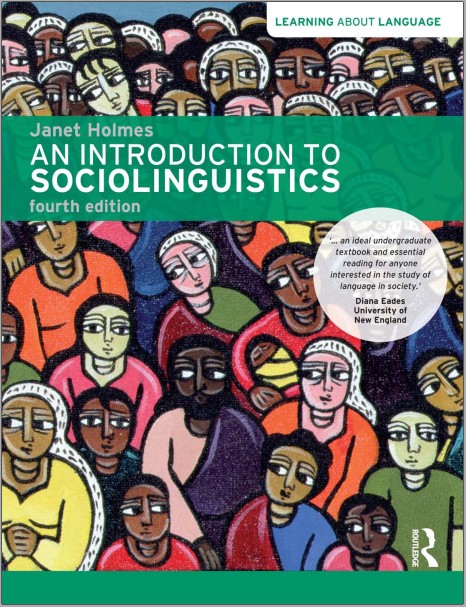 LEARNING ABOUT LANGUAGE
Janet Holmes
AN INTRODUCTION TO
SOCIOLINGUISTICS
fourth edition
'... an ideal undergraduate
textbook and essential
reading for anyone
interested in the study of
language in society.'
Diana Eades
University of
New England
ROUTLEDGE